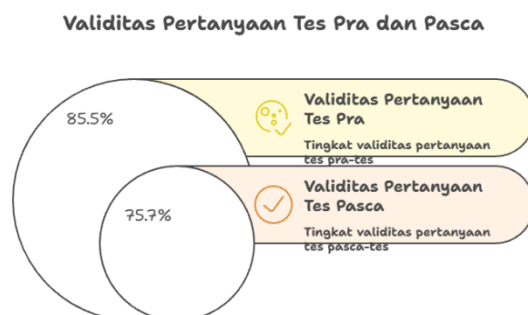 Validitas Pertanyaan Tes Pra dan Pasca
85.5%
Validitas Pertanyaan
Tes Pra
Tingkat validitas pertanyaan
tes pra-tes
75.7%
Validitas Pertanyaan
Tes Pasca
Tingkat validitas pertanyaan
tes pasca-tes